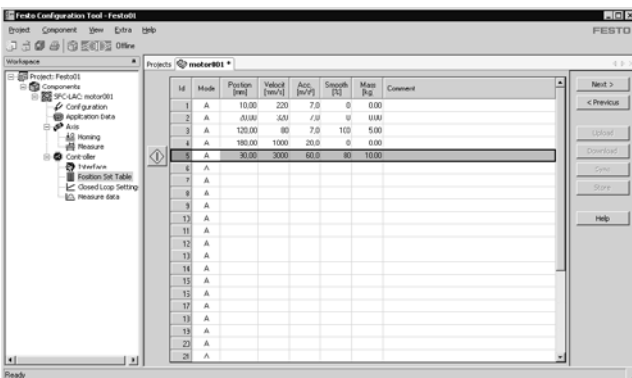 Festo Configuration Tool - Festo01
Project Component View Extra Help
FESTO
Offline
Workspace
Projects motor001 *
Project: Festo01
Components
SFC-LAC: motor001
Configuration
Application Data
Axis
Homing
Measure
Controller
Interface
Position Set Table
Closed Loop Setting
Measure data
Id Mode Position [mm] Velocit [mm/s] Acc. [m/s²] Smooth [%] Mass [kg Comment
1 A 10,00 220 7,0 0 0,00
2 A 20,00 320 7,0 0 0,00
3 A 120,00 80 7,0 100 5,00
4 A 180,00 1000 20,0 0 0,00
5 A 30,00 3000 60,0 80 10,00
6 A
7 A
8 A
9 A
10 A
11 A
12 A
13 A
14 A
15 A
16 A
17 A
18 A
19 A
20 A
21 A
Next >
< Previous
Upload
Download
Save
Store
Help
Ready